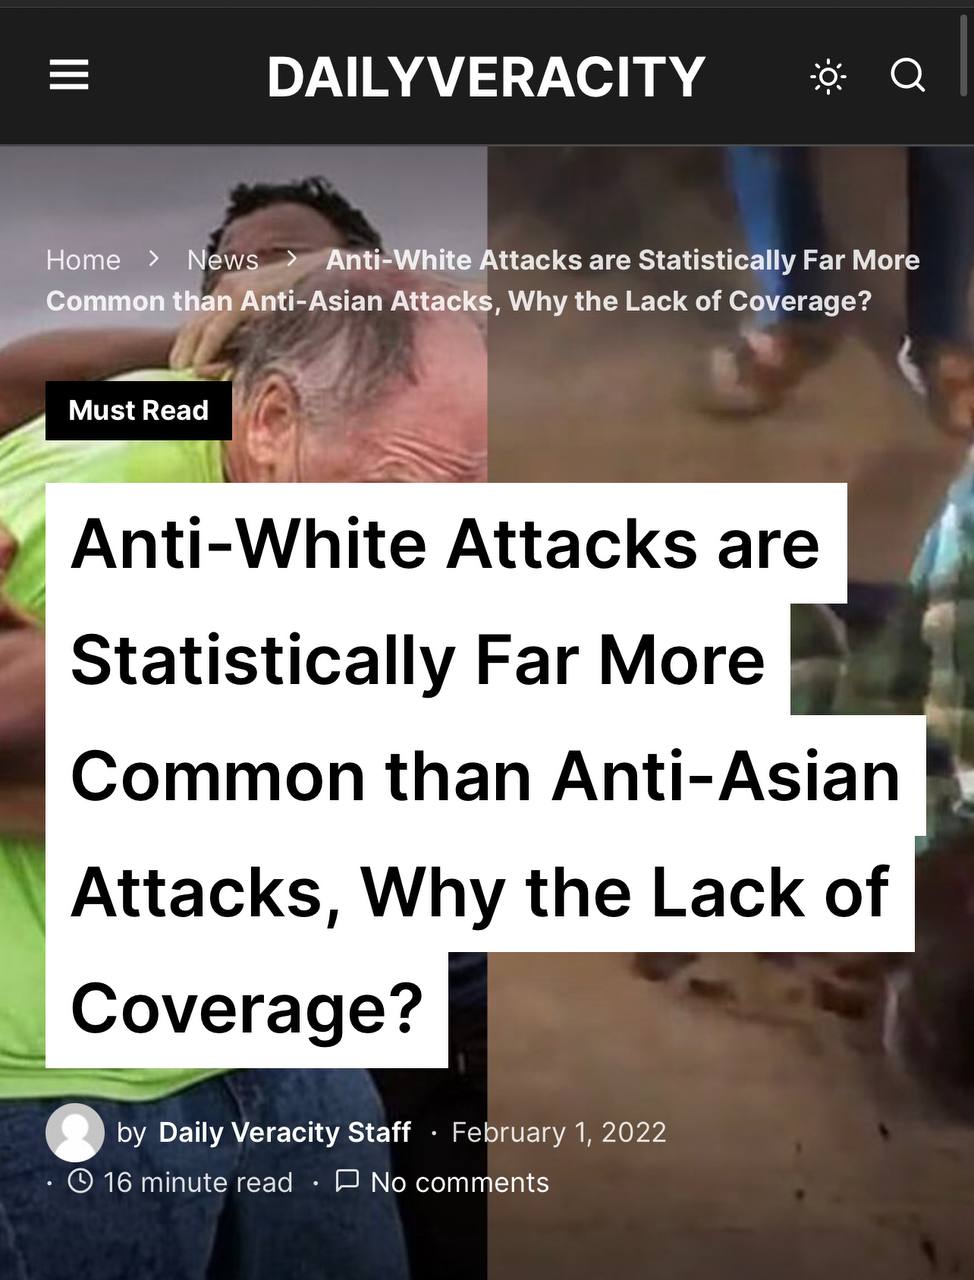 DAILYVERACITY
Home > News > Anti-White Attacks are Statistically Far More
Common than Anti-Asian Attacks, Why the Lack of Coverage?
Must Read
Anti-White Attacks are
Statistically Far More
Common than Anti-Asian
Attacks, Why the Lack of
Coverage?
by Daily Veracity Staff · February 1, 2022
· 16 minute read · No comments